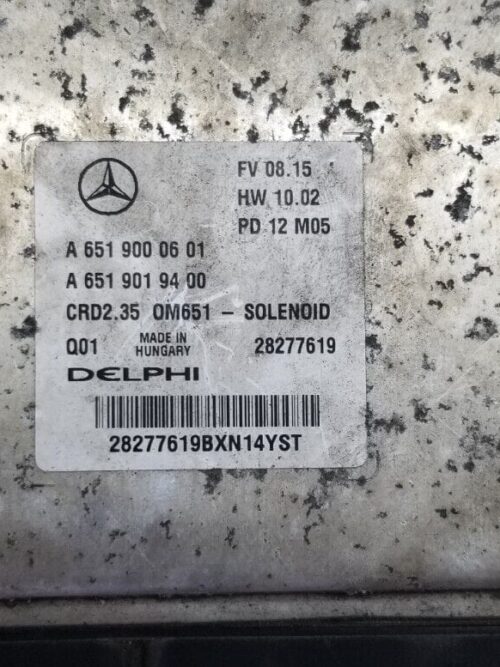 FV 08.15
HW 10.02
PD 12 M05
A 651 900 06 01
A 651 901 94 00
CRD2.35 OM651 – SOLENOID
Q01 MADE IN HUNGARY 28277619
DELPHI
28277619BXN14YST